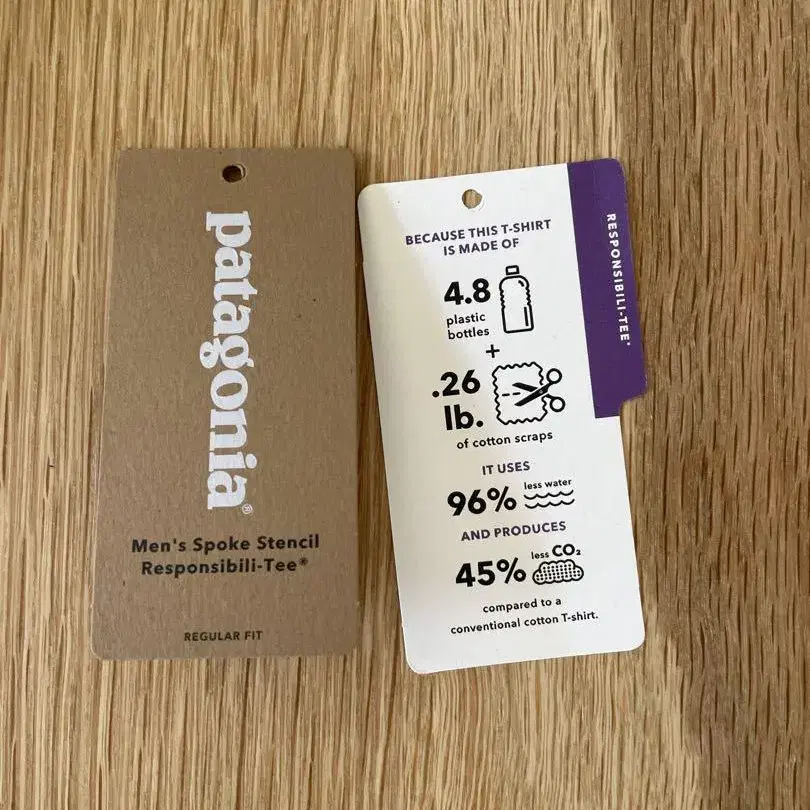 patagonia®
Men's Spoke Stencil
Responsibili-Tee®
REGULAR FIT
BECAUSE THIS T-SHIRT
IS MADE OF
4.8
plastic
bottles
+
.26
lb.
of cotton scraps
IT USES
96% less water
AND PRODUCES
45% less CO₂
compared to a
conventional cotton T-shirt.
RESPONSIBILI-TEE®